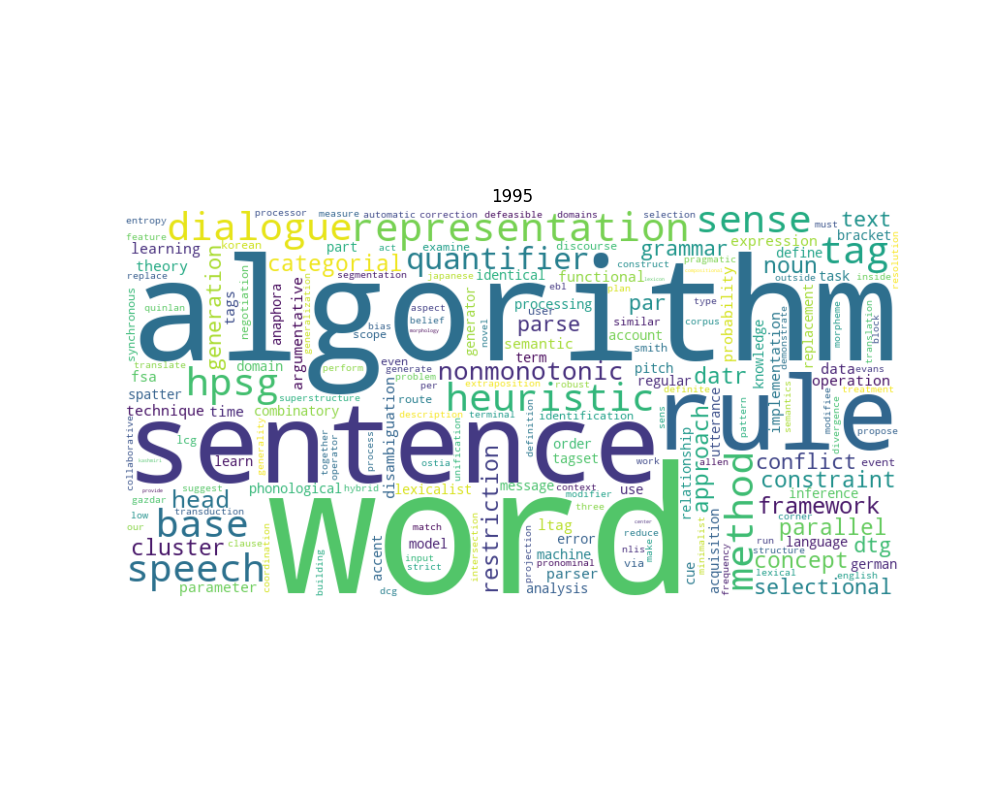 1995
entropy
processor
measure
automatic
correction
defeasible
domains
selection
must
text
dialogue
representation
sense
tag
feature
korean
part
act
examine
discourse
grammar
expression
bracket
learning
categorial
quantifier
functional
define
noun
task
outside
inside
resolution
theory
segmentation
japanese
identical
construct
pragmatic
replace
quinlan
tags
negotiation
anaphora
argumentative
generalization
generation
synchronous
algorithm
bias
scope
aspect
belief
morphology
user
ebl
plan
processing
par
type
corpus
probability
replacement
morpheme
translation
block
generator
novel
parse
similar
account
semantic
smith
term
translate
domain
perform
even
generate
problem
per
route
nonmonotonic
pitch
regular
datr
knowledge
implementation
demonstrate
data
evans
operation
fsa
hpsg
superstructure
extraposition
robust
definite
treatment
spatter
heuristic
technique
time
combinatory
description
terminal
identification
rule
sentence
generality
together
operator
process
disambiguation
ostia
unification
definition
order
tagset
work
sens
allen
relationship
approach
utterance
pattern
semantics
modifiee
divergence
propose
collaborative
lcg
learn
provide
suggest
phonological
hybrid
lexicalist
message
context
modifier
use
method
conflict
event
gazdar
transduction
head
restriction
three
constraint
inference
low
our
base
word
match
model
input
strict
ltag
error
center
reduce
nlis
make
via
minimalist
acquisition
cue
framework
corner
parallel
cluster
clause
coordination
building
accent
intersection
projection
machine
pronominal
parser
run
language
structure
dtg
speech
concept
german
parameter
dcg
analysis
frequency
lexical
english
selectional